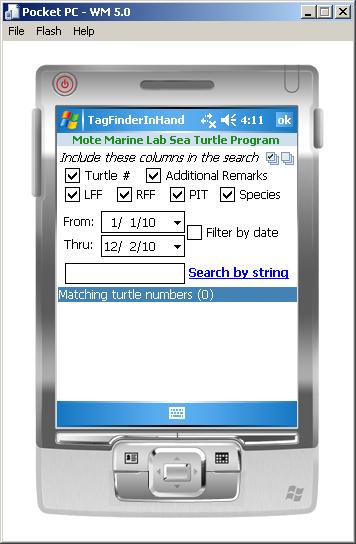 Pocket PC - WM 5.0
File Flash Help
TagFinderInHand 4:11 ok
Mote Marine Lab Sea Turtle Program
Include these columns in the search
Turtle # Additional Remarks
LFF RFF PIT Species
From: 1/ 1/10
Filter by date
Thru: 12/ 2/10
Search by string
Matching turtle numbers (0)